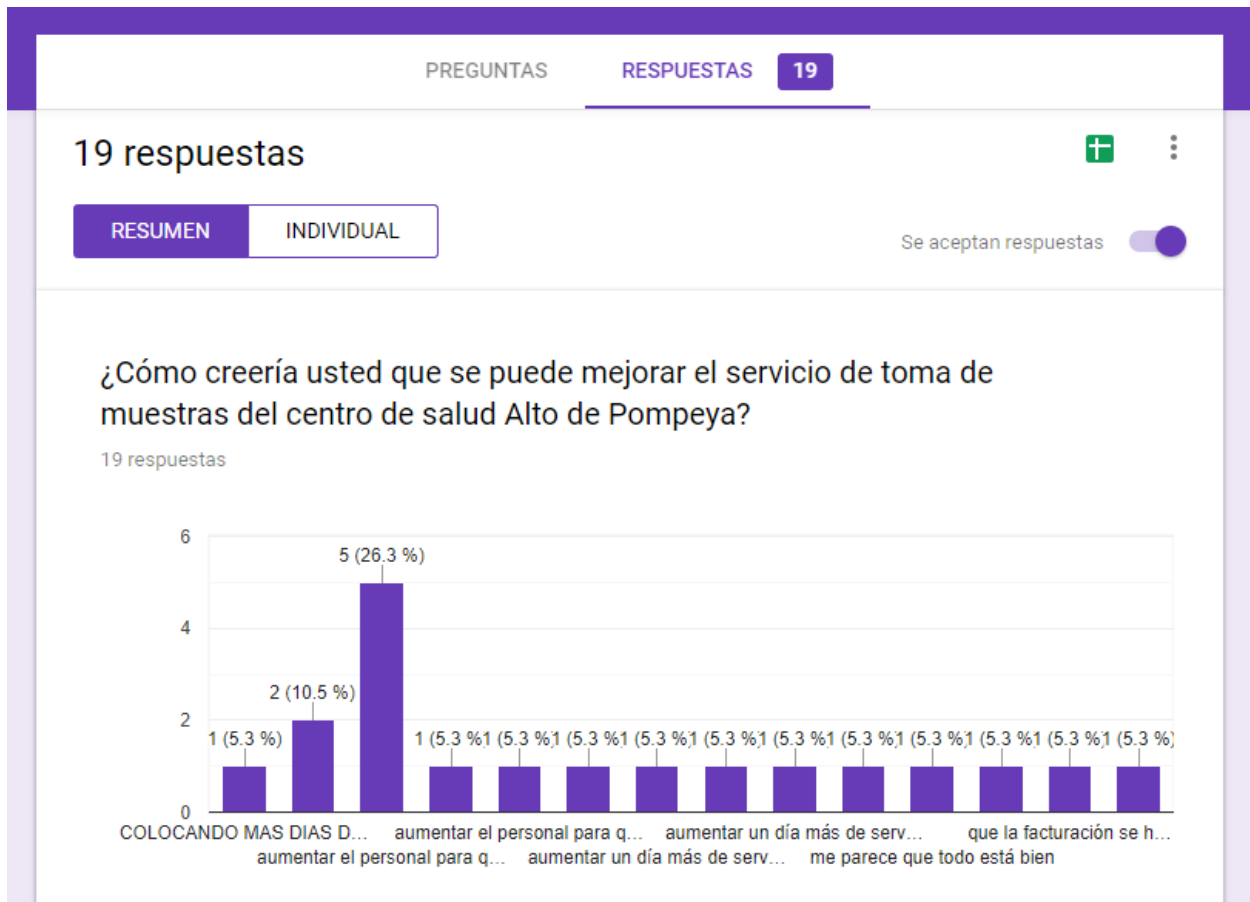 PREGUNTAS RESPUESTAS 19
19 respuestas
RESUMEN INDIVIDUAL
Se aceptan respuestas
¿Cómo creería usted que se puede mejorar el servicio de toma de
muestras del centro de salud Alto de Pompeya?
19 respuestas
6
5 (26.3 %)
4
2 (10.5 %)
2
1 (5.3 %) 1 (5.3 %) 1 (5.3 %) 1 (5.3 %) 1 (5.3 %) 1 (5.3 %) 1 (5.3 %) 1 (5.3 %) 1 (5.3 %) 1 (5.3 %) 1 (5.3 %) 1 (5.3 %)
0
COLOCANDO MAS DIAS D... aumentar el personal para q... aumentar un día más de serv... que la facturación se h...
aumentar el personal para q... aumentar un día más de serv... me parece que todo está bien